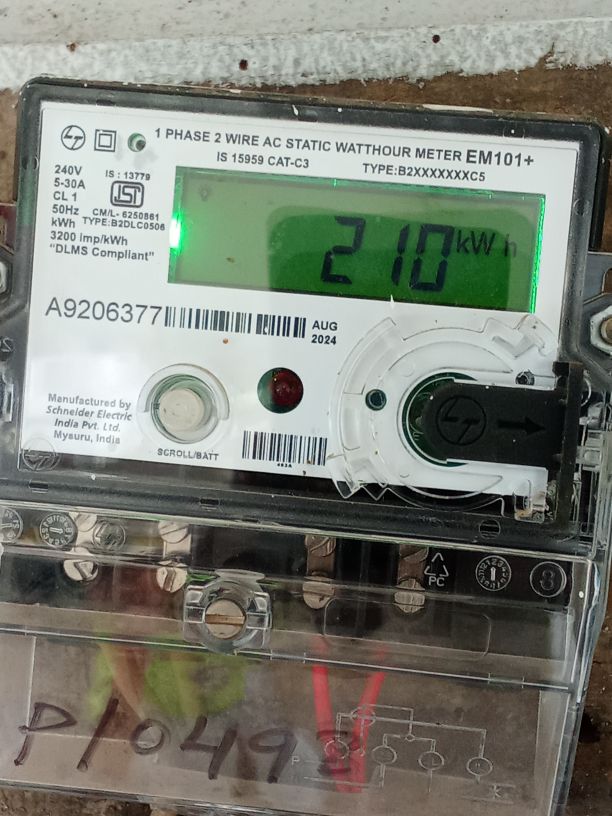 1 PHASE 2 WIRE AC STATIC WATTHOUR METER EM101+
IS 15959 CAT-C3 TYPE:B2XXXXXXXC5
240V
5-30A
CL 1
50Hz
kWh
3200 imp/kWh
"DLMS Compliant"
IS : 13779
CM/L- 6250861
TYPE:B2DLC0506
210 kWh
A9206377
AUG
2024
Manufactured by
Schneider Electric
India Pvt. Ltd.
Mysuru, India
SCROLL/BATT
PC
P10493